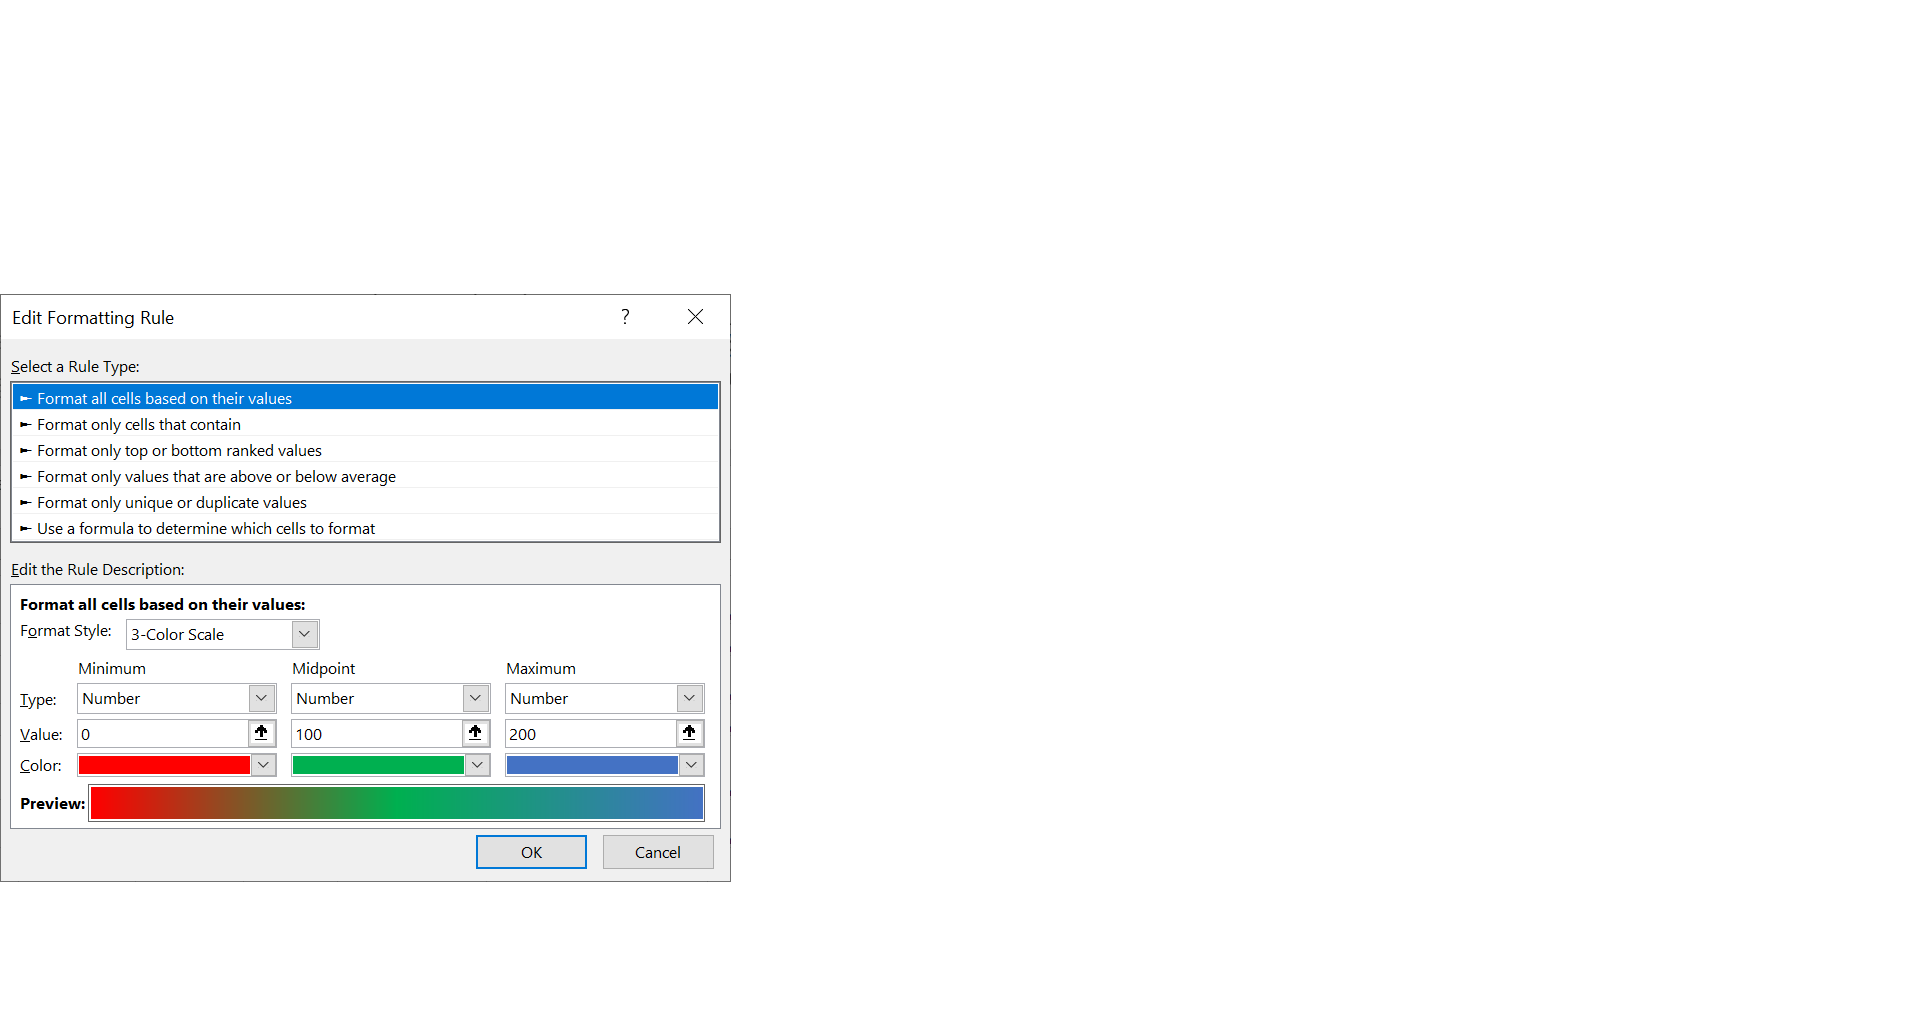 Edit Formatting Rule ?
Select a Rule Type:
Format all cells based on their values
Format only cells that contain
Format only top or bottom ranked values
Format only values that are above or below average
Format only unique or duplicate values
Use a formula to determine which cells to format
Edit the Rule Description:
Format all cells based on their values:
Format Style: 3-Color Scale
Minimum Midpoint Maximum
Type: Number Number Number
Value: 0 100 200
Color:
Preview:
OK Cancel